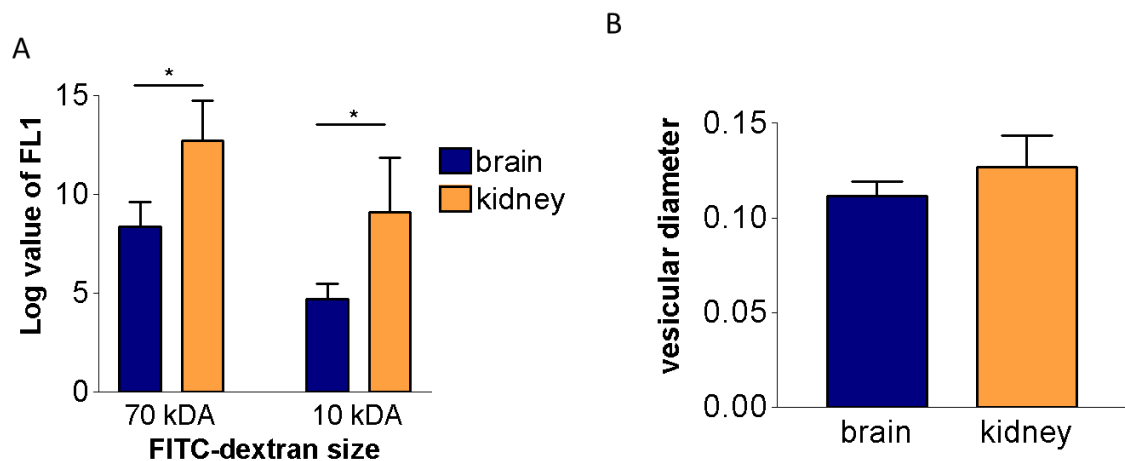 A
Log value of FL1
15
10
5
0
*
*
brain
kidney
70 kDA
10 kDA
FITC-dextran size
B
vesicular diameter
0.15
0.10
0.05
0.00
brain
kidney